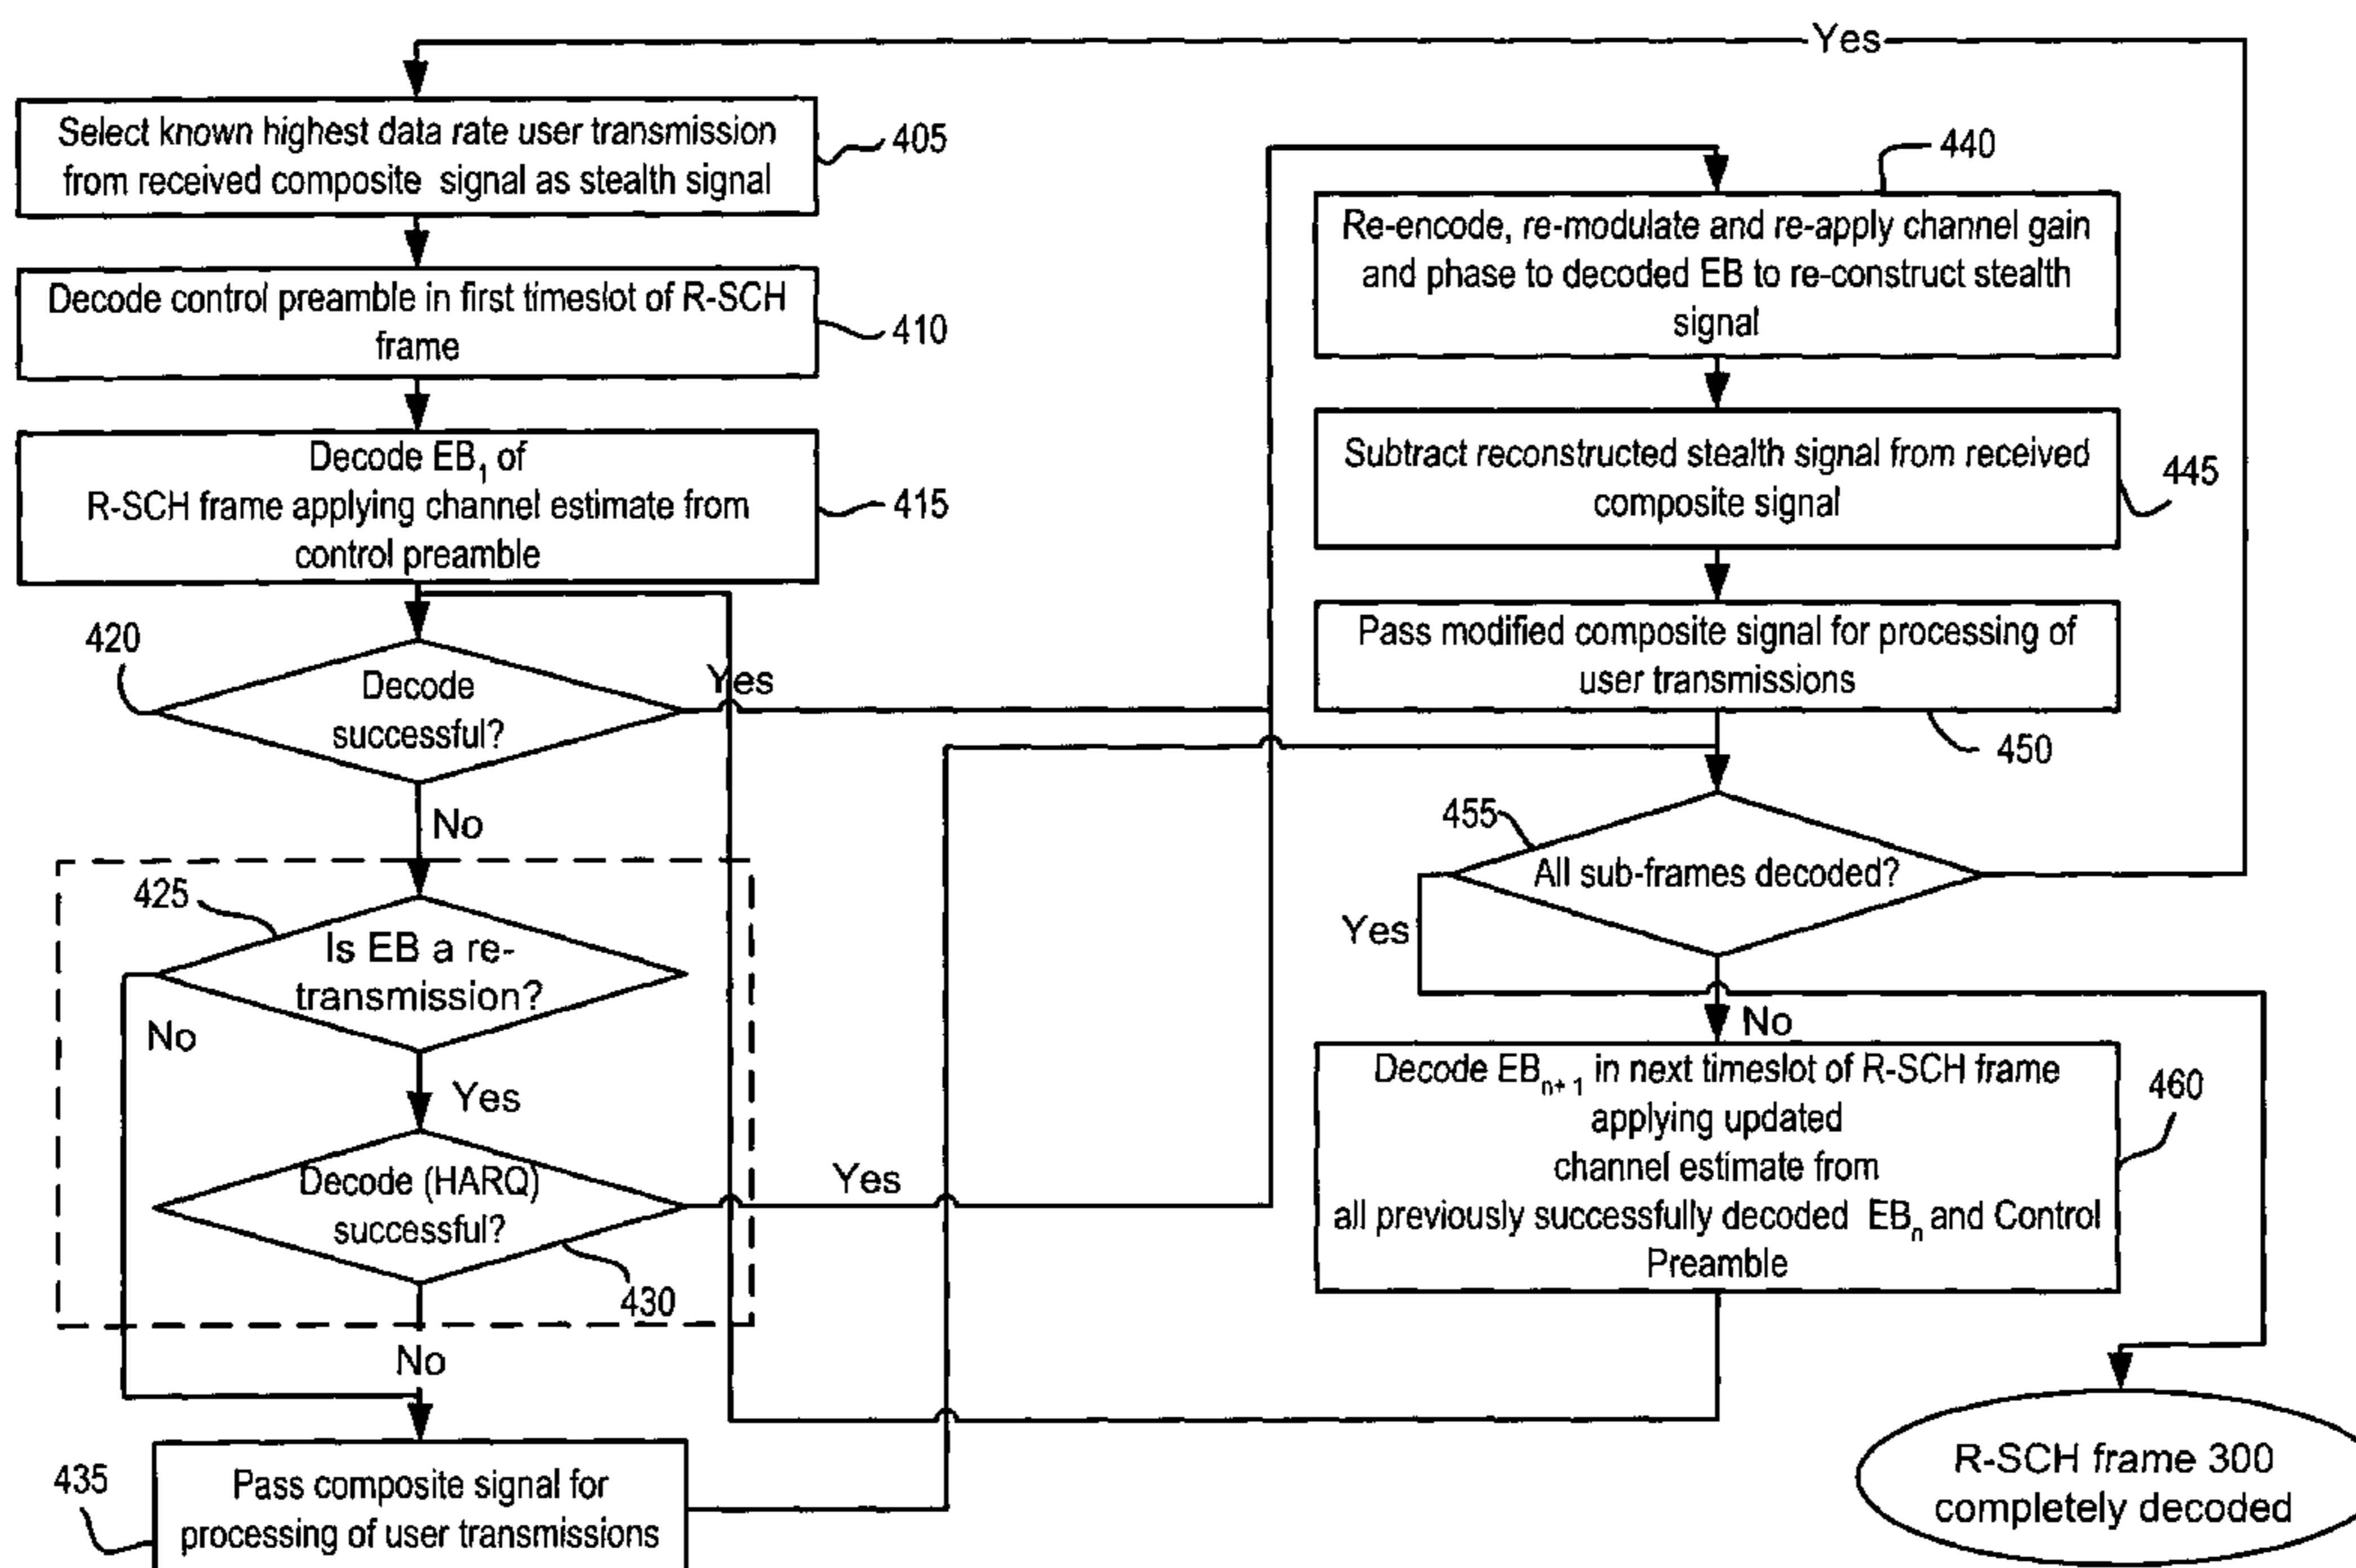 Yes
Select known highest data rate user transmission
from received composite signal as stealth signal
405
Decode control preamble in first timeslot of R-SCH
frame
410
Decode EB1 of
R-SCH frame applying channel estimate from
control preamble
415
420
Decode
successful?
Yes
No
425
Is EB a re-
transmission?
No
Yes
Decode (HARQ)
successful?
Yes
430
No
435
Pass composite signal for
processing of user transmissions
440
Re-encode, re-modulate and re-apply channel gain
and phase to decoded EB to re-construct stealth
signal
Subtract reconstructed stealth signal from received
composite signal
445
Pass modified composite signal for processing of
user transmissions
450
455
All sub-frames decoded?
Yes
No
Decode EBn+1 in next timeslot of R-SCH frame
applying updated
channel estimate from
all previously successfully decoded EBn and Control
Preamble
460
R-SCH frame 300
completely decoded